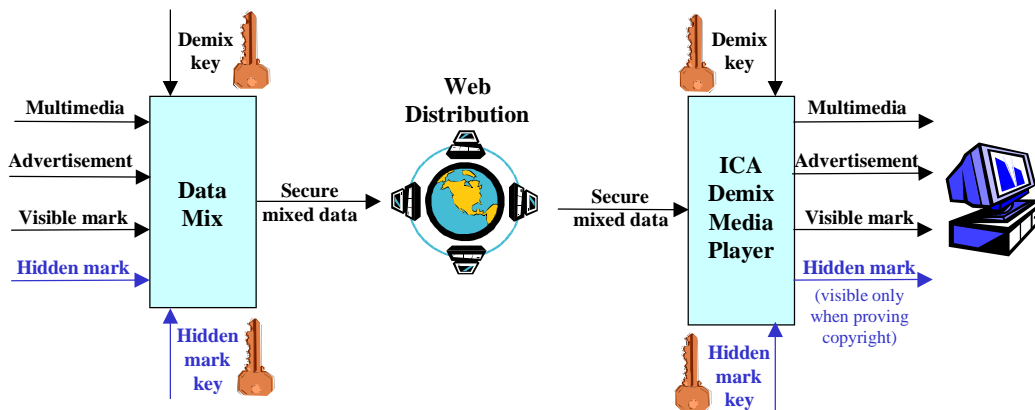 Demix
key
Multimedia
Advertisement
Visible mark
Hidden mark
Data
Mix
Hidden
mark
key
Secure
mixed data
Web
Distribution
Secure
mixed data
Demix
key
ICA
Demix
Media
Player
Hidden
mark key
Multimedia
Advertisement
Visible mark
Hidden mark
(visible only
when proving
copyright)